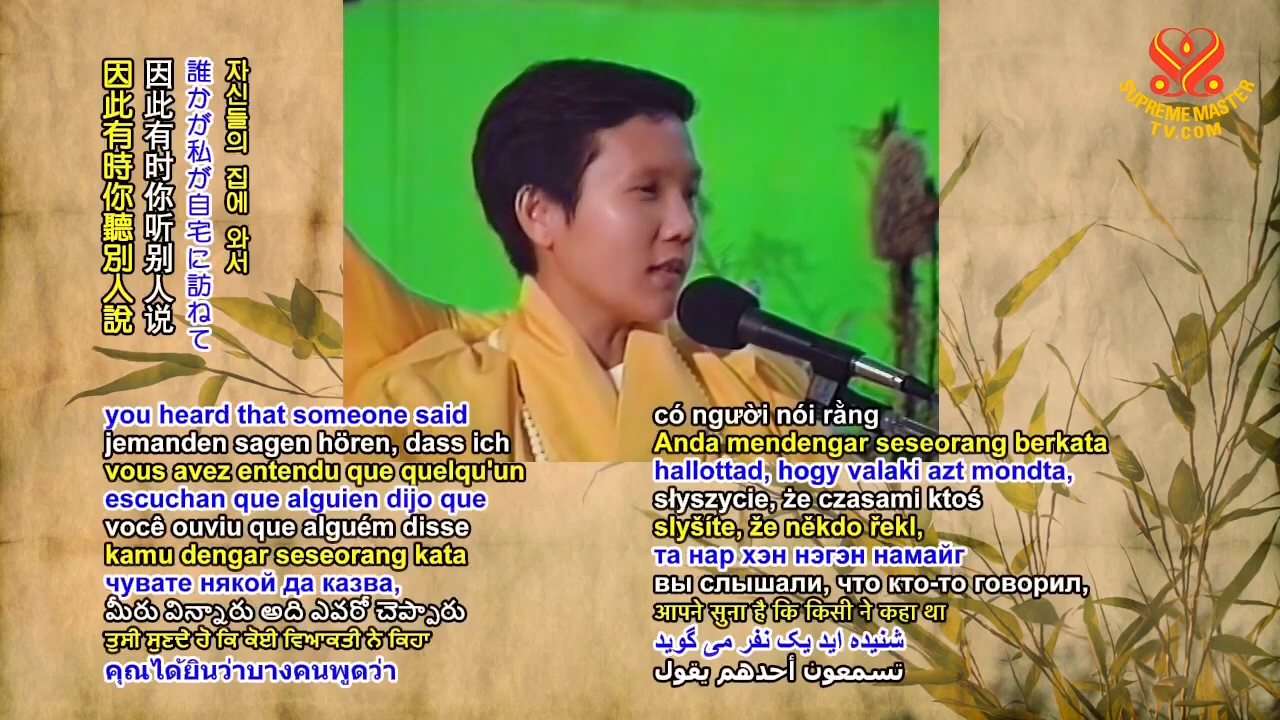 因此有時你聽別人說
因此有时你听别人说
誰かが私が自宅に訪ねて
자신들의 집에 와서
SUPREME MASTER
TV.COM
you heard that someone said
jemanden sagen hören, dass ich
vous avez entendu que quelqu'un
escuchan que alguien dijo que
você ouviu que alguém disse
kamu dengar seseorang kata
чувате някой да казва,
మీరు విన్నారు అది ఎవరో చెప్పారు
ਤੁਸੀ ਸੁਣਦੇ ਹੋ ਕਿ ਕੋਈ ਵਿਆਕਤੀ ਨੇ ਕਿਹਾ
คุณได้ยินว่าบางคนพูดว่า
có người nói rằng
Anda mendengar seseorang berkata
hallottad, hogy valaki azt mondta,
słyszycie, że czasami ktoś
slyšíte, že někdo řekl,
та нар хэн нэгэн намайг
вы слышали, что кто-то говорил,
आपने सुना है कि किसी ने कहा था
شنیده اید یک نفر می گوید
تسمعون أحدهم يقول